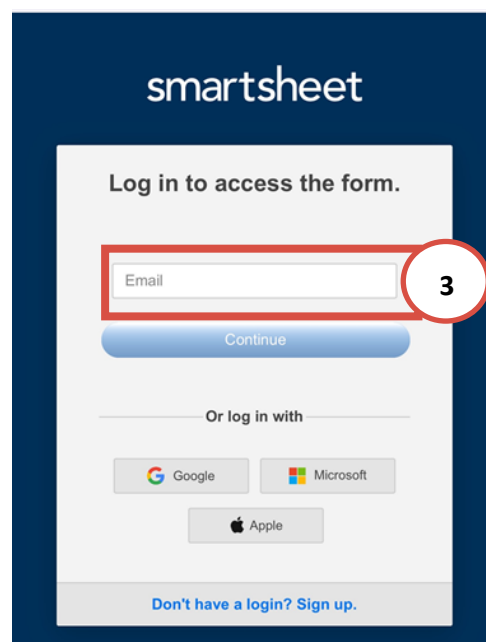 smartsheet
Log in to access the form.
Email
3
Continue
Or log in with
Google
Microsoft
Apple
Don't have a login? Sign up.